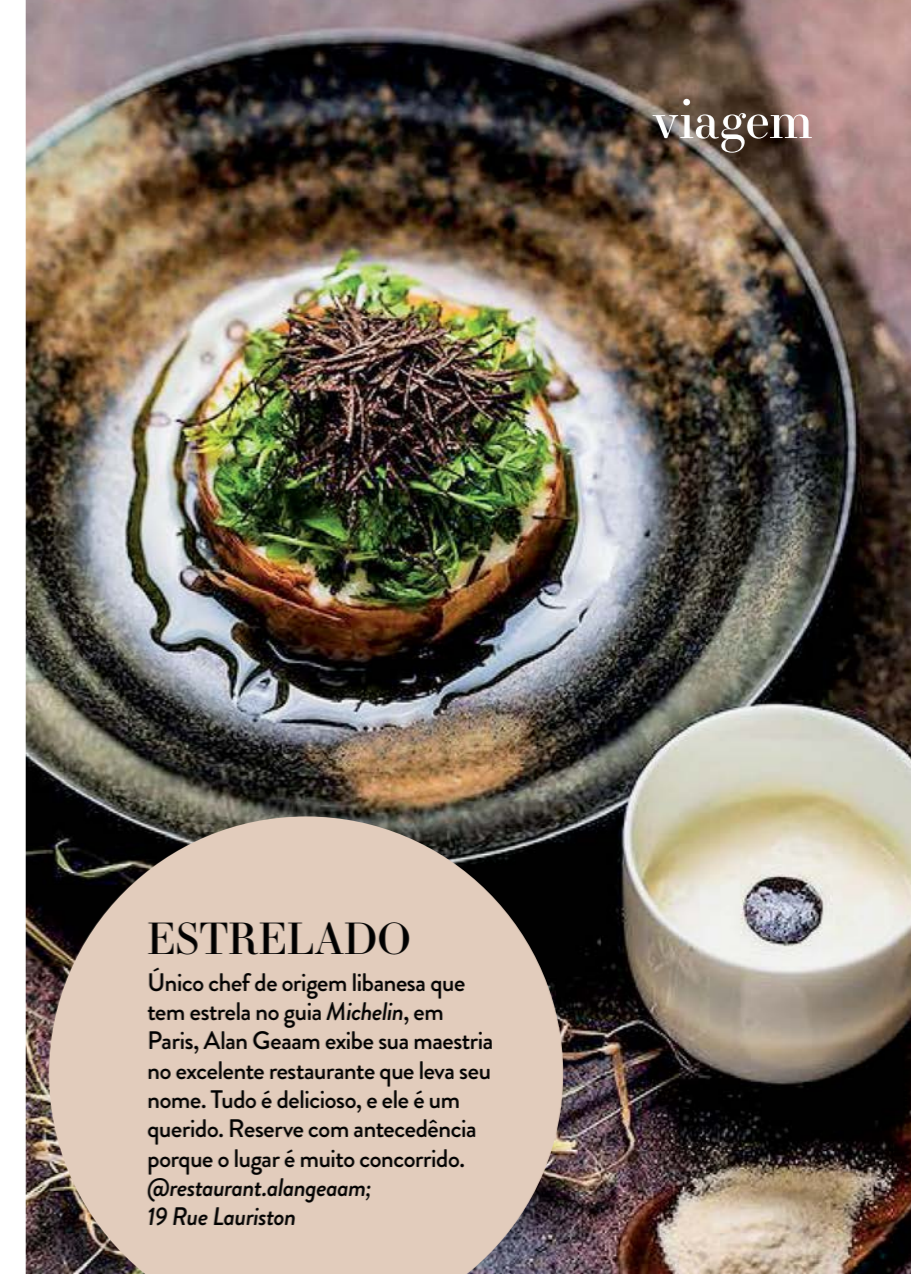 viagem
ESTRELADO
Único chef de origem libanesa que
tem estrela no guia Michelin, em
Paris, Alan Geaam exibe sua maestria
no excelente restaurante que leva seu
nome. Tudo é delicioso, e ele é um
querido. Reserve com antecedência
porque o lugar é muito concorrido.
@restaurant.alangeaam;
19 Rue Lauriston